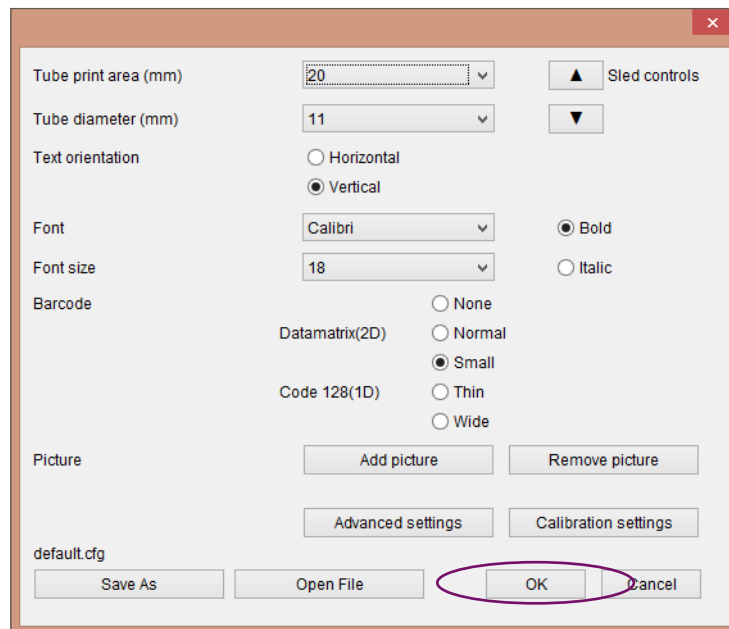 Tube print area (mm) 20 Sled controls
Tube diameter (mm) 11
Text orientation Horizontal
Vertical
Font Calibri Bold
Font size 18 Italic
Barcode None
Datamatrix(2D) Normal
Small
Code 128(1D) Thin
Wide
Picture Add picture Remove picture
Advanced settings Calibration settings
default.cfg
Save As Open File OK Cancel